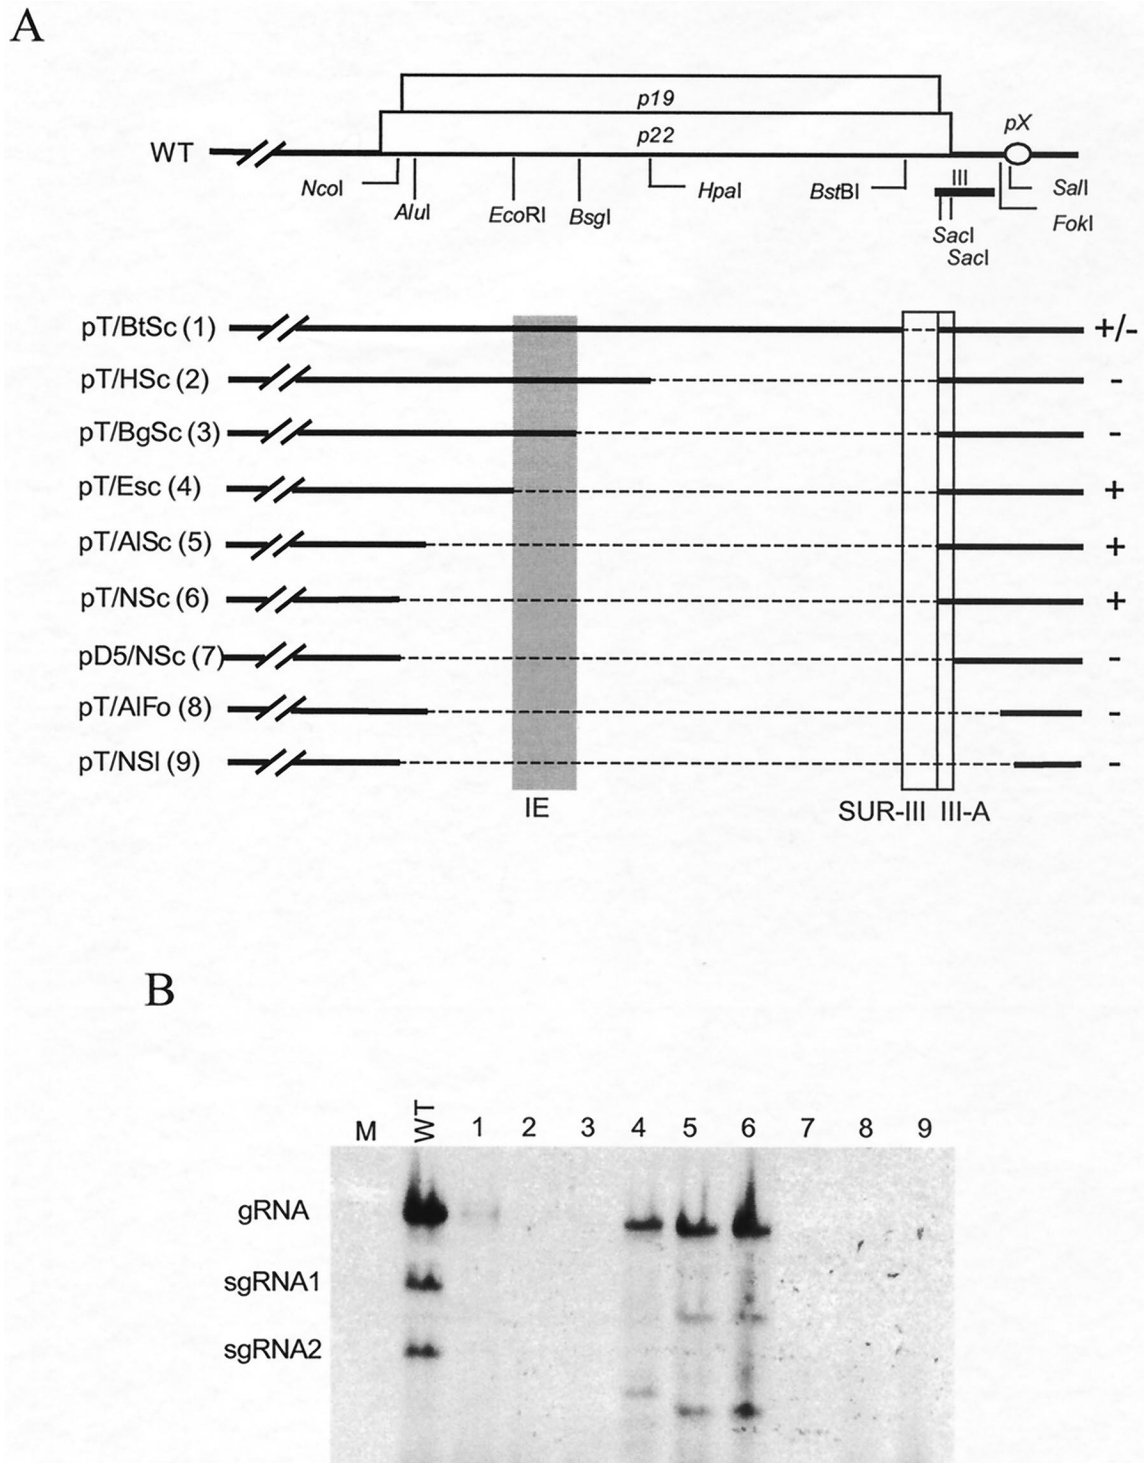 A
p19
p22
pX
WT
III
NcoI
AluI
EcoRI
BsgI
HpaI
BstBI
SalI
FokI
SacI
SacI
pT/BtSc (1) +/-
pT/HSc (2) -
pT/BgSc (3) -
pT/Esc (4) +
pT/AlSc (5) +
pT/NSc (6) +
pD5/NSc (7) -
pT/AlFo (8) -
pT/NSl (9) -
IE SUR-III III-A
B
M WT 1 2 3 4 5 6 7 8 9
gRNA
sgRNA1
sgRNA2